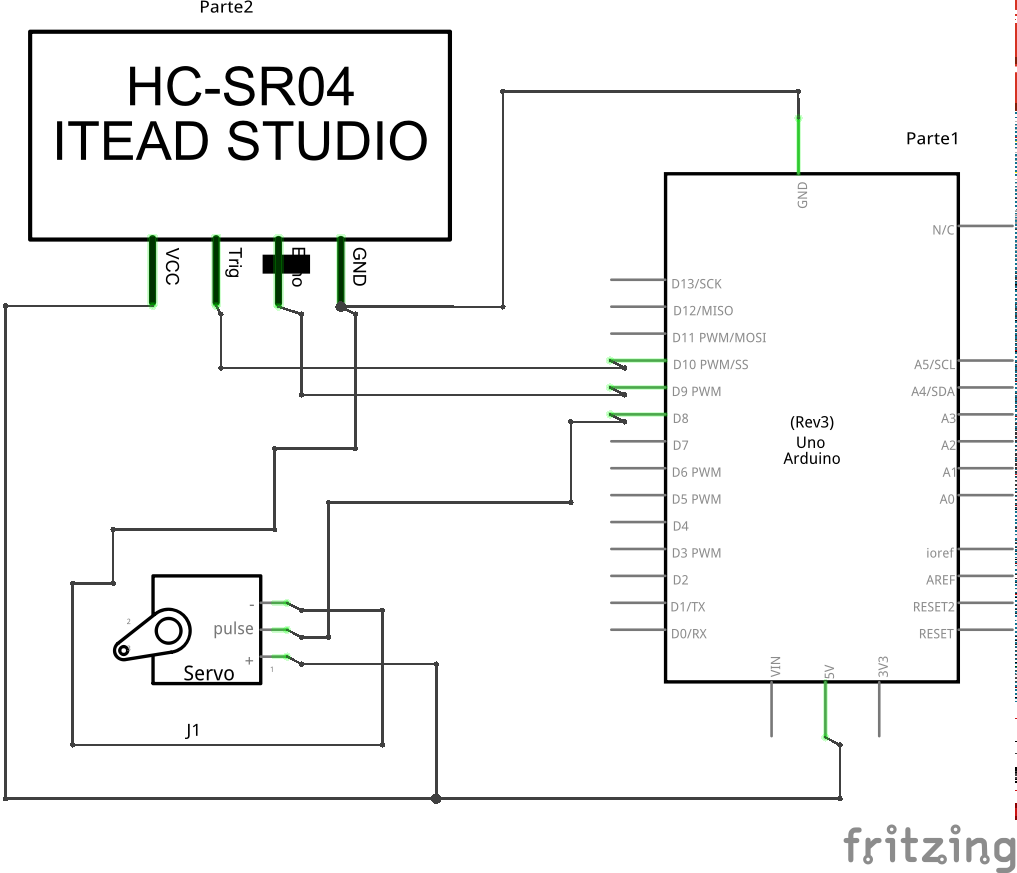 Parte2
HC-SR04
ITEAD STUDIO
VCC
Trig
GND
Parte1
GND
N/C
D13/SCK
D12/MISO
D11 PWM/MOSI
D10 PWM/SS
A5/SCL
D9 PWM
A4/SDA
D8
A3
(Rev3)
Uno
Arduino
D7
A2
D6 PWM
A1
D5 PWM
A0
D4
D3 PWM
ioref
D2
AREF
D1/TX
RESET2
D0/RX
RESET
VIN
5V
3V3
-
pulse
+
2
1
Servo
J1
fritzing